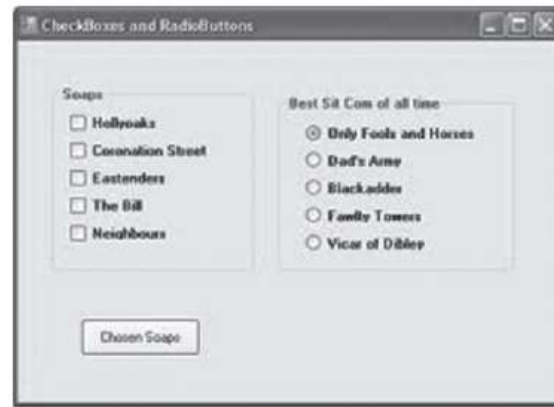 CheckBoxes and RadioButtons
Soaps
Hollyoaks
Coronation Street
Eastenders
The Bill
Neighbours
Best Sit Com of all time
Only Fools and Horses
Dad's Army
Blackadder
Fawlty Towers
Vicar of Dibley
Chosen Soaps